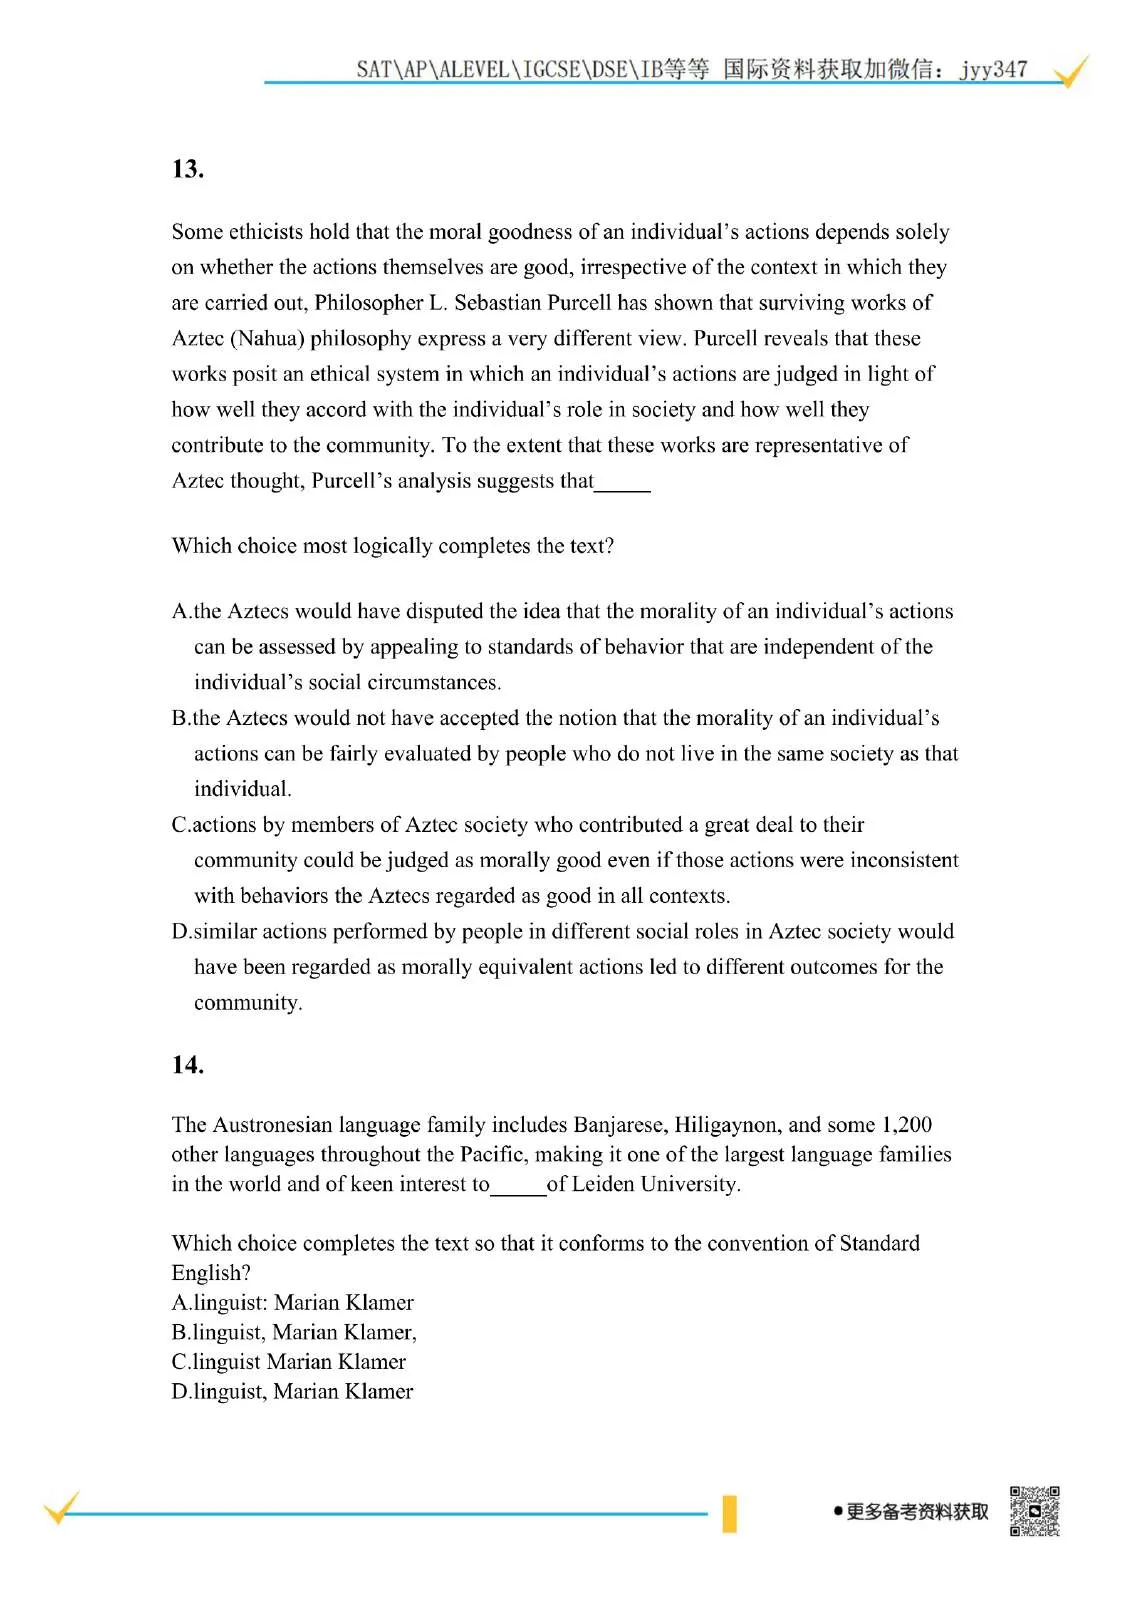 SAT\AP\ALEVEL\IGCSE\DSE\IB等等 国际资料获取加微信：jyy347
13.
Some ethicists hold that the moral goodness of an individual’s actions depends solely
on whether the actions themselves are good, irrespective of the context in which they
are carried out, Philosopher L. Sebastian Purcell has shown that surviving works of
Aztec (Nahua) philosophy express a very different view. Purcell reveals that these
works posit an ethical system in which an individual’s actions are judged in light of
how well they accord with the individual’s role in society and how well they
contribute to the community. To the extent that these works are representative of
Aztec thought, Purcell’s analysis suggests that_____
Which choice most logically completes the text?
A.the Aztecs would have disputed the idea that the morality of an individual’s actions
can be assessed by appealing to standards of behavior that are independent of the
individual’s social circumstances.
B.the Aztecs would not have accepted the notion that the morality of an individual’s
actions can be fairly evaluated by people who do not live in the same society as that
individual.
C.actions by members of Aztec society who contributed a great deal to their
community could be judged as morally good even if those actions were inconsistent
with behaviors the Aztecs regarded as good in all contexts.
D.similar actions performed by people in different social roles in Aztec society would
have been regarded as morally equivalent actions led to different outcomes for the
community.
14.
The Austronesian language family includes Banjarese, Hiligaynon, and some 1,200
other languages throughout the Pacific, making it one of the largest language families
in the world and of keen interest to_____of Leiden University.
Which choice completes the text so that it conforms to the convention of Standard
English?
A.linguist: Marian Klamer
B.linguist, Marian Klamer,
C.linguist Marian Klamer
D.linguist, Marian Klamer
•更多备考资料获取